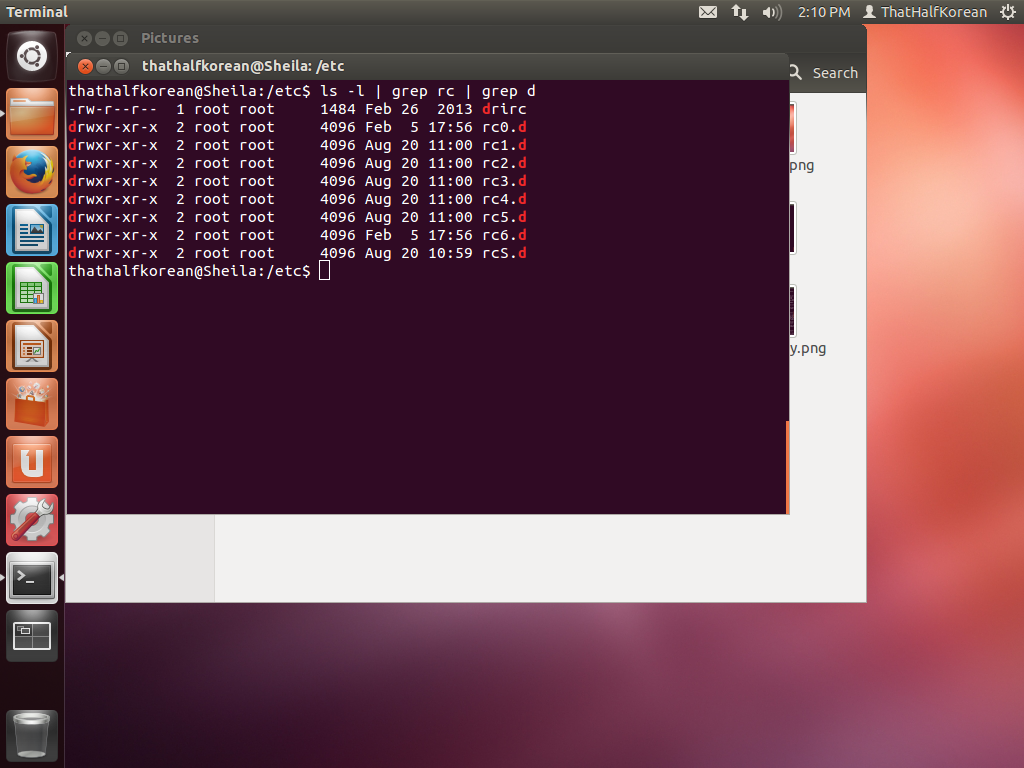 Terminal
2:10 PM ThatHalfKorean
Pictures
thathalfkorean@Sheila: /etc
Search
thathalfkorean@Sheila:/etc$ ls -l | grep rc | grep d
-rw-r--r--  1 root root     1484 Feb 26  2013 drirc
drwxr-xr-x  2 root root     4096 Feb  5 17:56 rc0.d
drwxr-xr-x  2 root root     4096 Aug 20 11:00 rc1.d
drwxr-xr-x  2 root root     4096 Aug 20 11:00 rc2.d
drwxr-xr-x  2 root root     4096 Aug 20 11:00 rc3.d
drwxr-xr-x  2 root root     4096 Aug 20 11:00 rc4.d
drwxr-xr-x  2 root root     4096 Aug 20 11:00 rc5.d
drwxr-xr-x  2 root root     4096 Feb  5 17:56 rc6.d
drwxr-xr-x  2 root root     4096 Aug 20 10:59 rcS.d
thathalfkorean@Sheila:/etc$
png
y.png